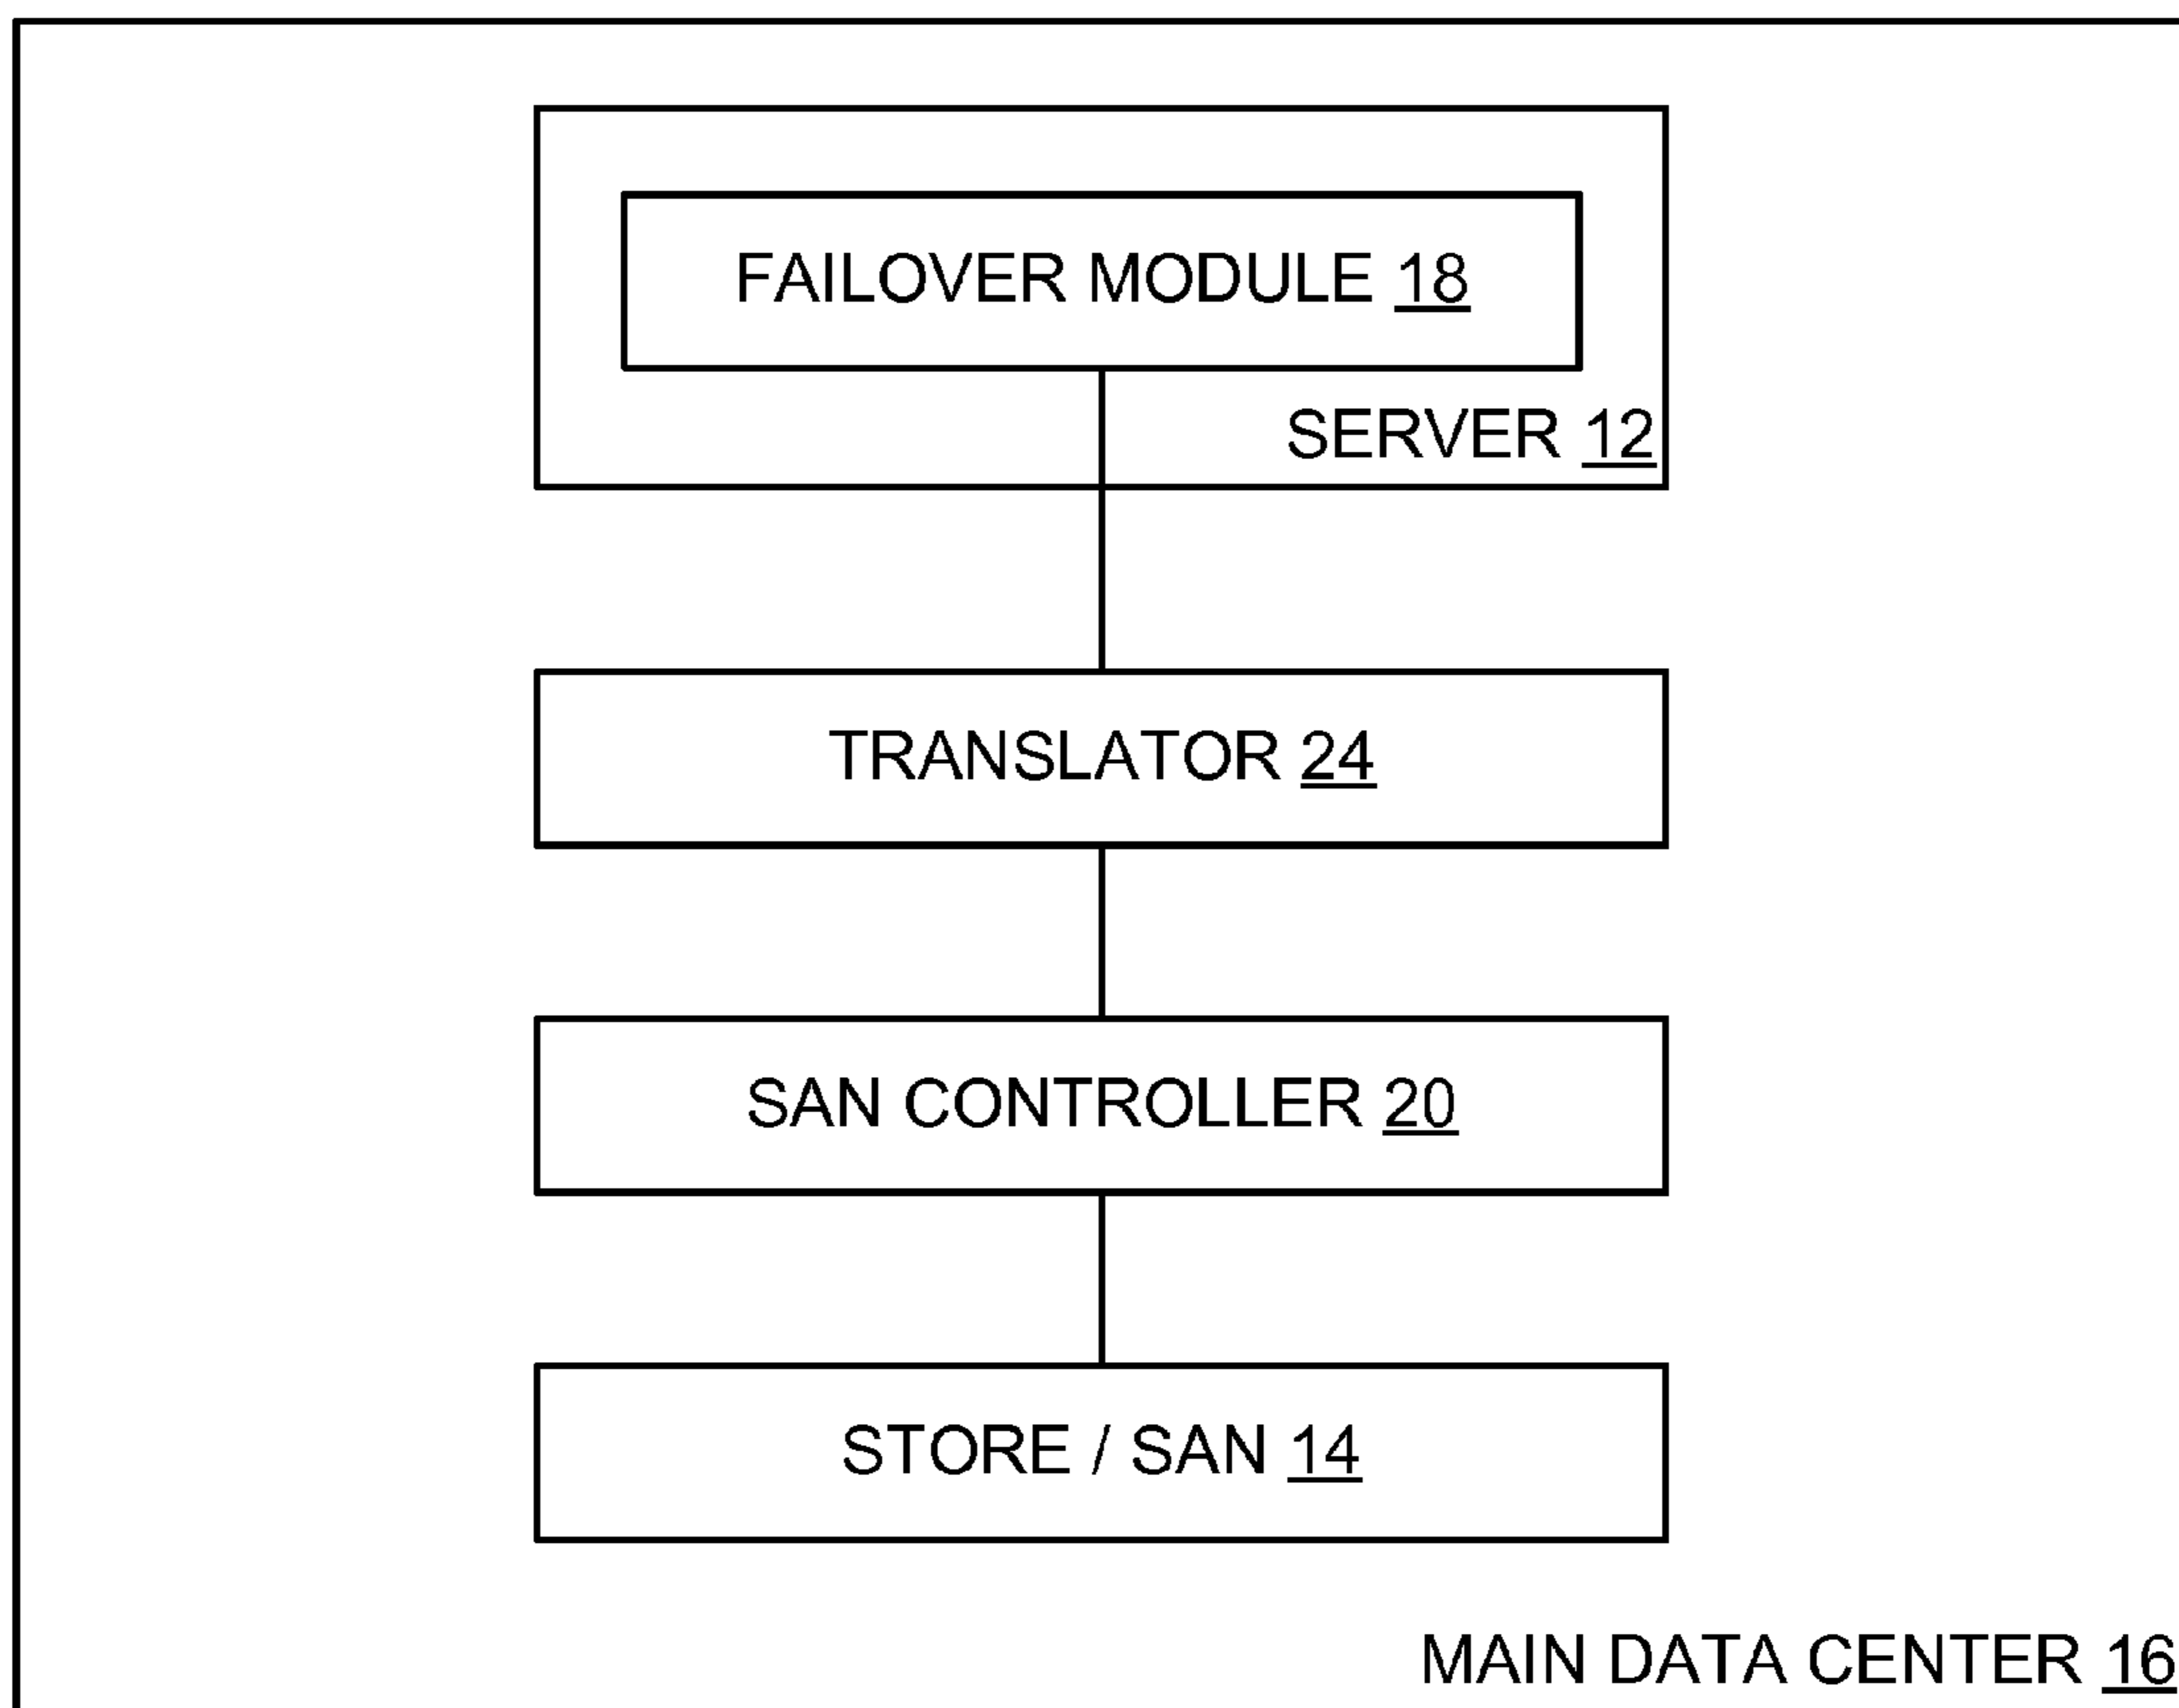 FAILOVER MODULE 18
SERVER 12
TRANSLATOR 24
SAN CONTROLLER 20
STORE / SAN 14
MAIN DATA CENTER 16